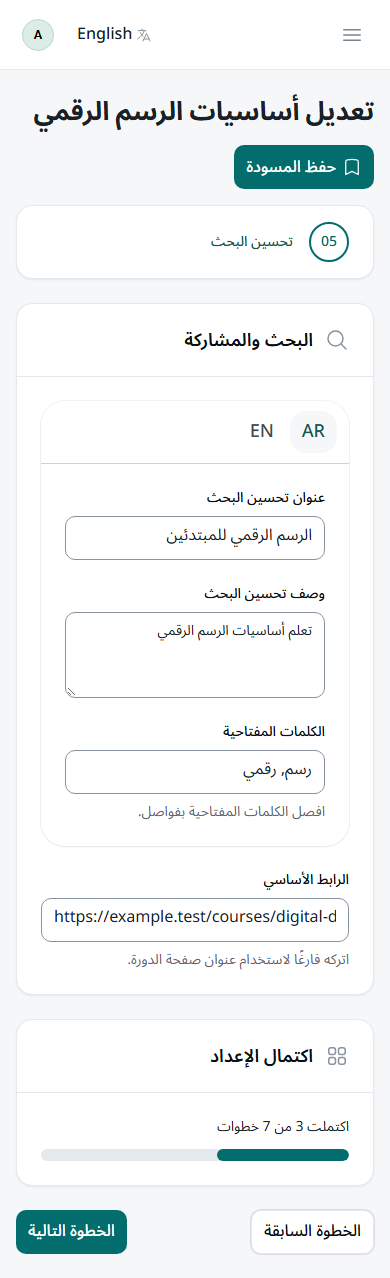 A
English
تعديل أساسيات الرسم الرقمي
حفظ المسودة
05
تحسين البحث
البحث والمشاركة
AR
EN
عنوان تحسين البحث
الرسم الرقمي للمبتدئين
وصف تحسين البحث
تعلم أساسيات الرسم الرقمي
الكلمات المفتاحية
رسم, رقمي
افصل الكلمات المفتاحية بفواصل.
الرابط الأساسي
https://example.test/courses/digital-d
اتركه فارغًا لاستخدام عنوان صفحة الدورة.
اكتمال الإعداد
اكتملت 3 من 7 خطوات
الخطوة السابقة
الخطوة التالية